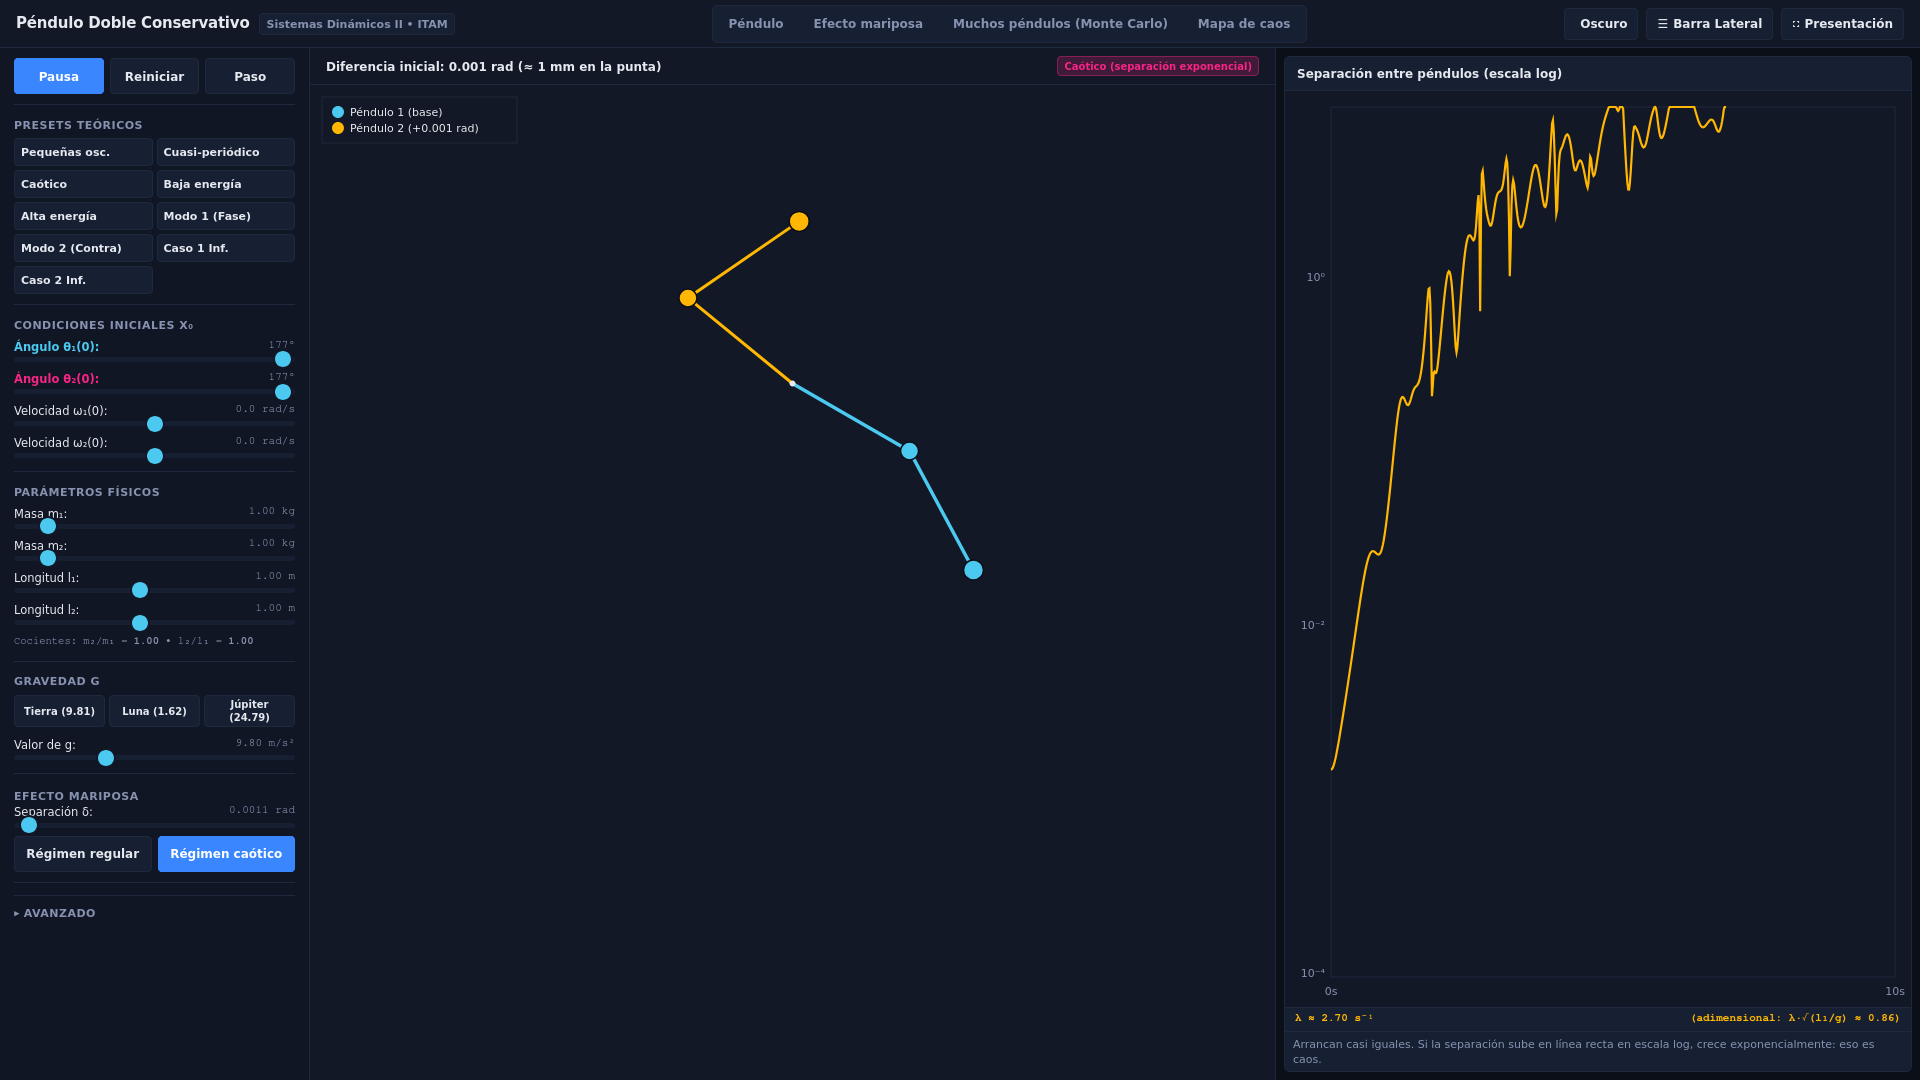 Péndulo Doble Conservativo
Sistemas Dinámicos II • ITAM
Péndulo
Efecto mariposa
Muchos péndulos (Monte Carlo)
Mapa de caos
Oscuro
☰ Barra Lateral
∷ Presentación
Pausa
Reiniciar
Paso
PRESETS TEÓRICOS
Pequeñas osc.
Cuasi-periódico
Caótico
Baja energía
Alta energía
Modo 1 (Fase)
Modo 2 (Contra)
Caso 1 Inf.
Caso 2 Inf.
CONDICIONES INICIALES X₀
Ángulo θ₁(0):
177°
Ángulo θ₂(0):
177°
Velocidad ω₁(0):
0.0 rad/s
Velocidad ω₂(0):
0.0 rad/s
PARÁMETROS FÍSICOS
Masa m₁:
1.00 kg
Masa m₂:
1.00 kg
Longitud l₁:
1.00 m
Longitud l₂:
1.00 m
Cocientes: m₂/m₁ = 1.00 • l₂/l₁ = 1.00
GRAVEDAD G
Tierra (9.81)
Luna (1.62)
Júpiter
(24.79)
Valor de g:
9.80 m/s²
EFECTO MARIPOSA
Separación δ:
0.0011 rad
Régimen regular
Régimen caótico
▸ AVANZADO
Diferencia inicial: 0.001 rad (≈ 1 mm en la punta)
Caótico (separación exponencial)
Péndulo 1 (base)
Péndulo 2 (+0.001 rad)
Separación entre péndulos (escala log)
10⁰
10⁻²
10⁻⁴
0s
10s
λ ≈ 2.70 s⁻¹
(adimensional: λ·√(l₁/g) ≈ 0.86)
Arrancan casi iguales. Si la separación sube en línea recta en escala log, crece exponencialmente: eso es
caos.